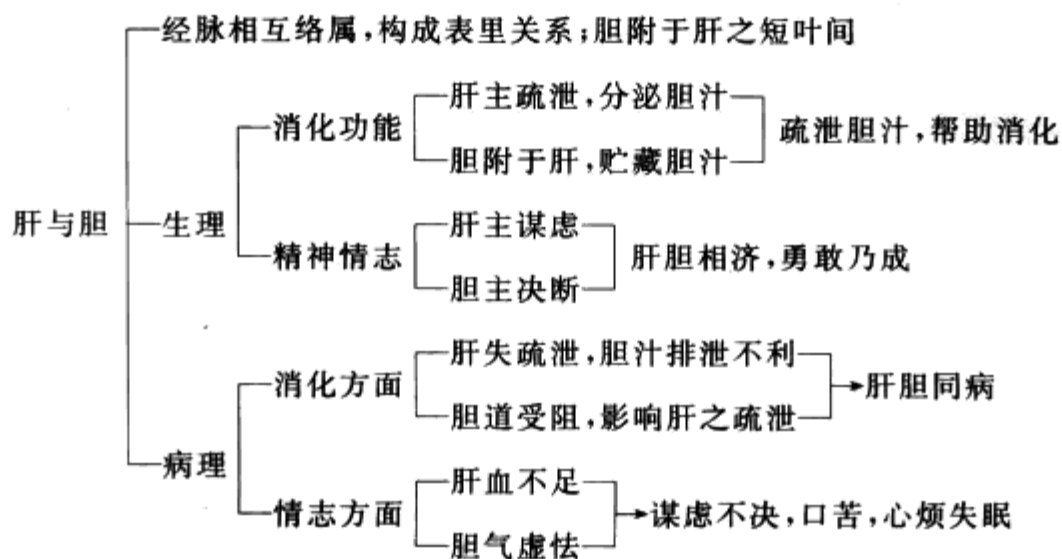 经脉相互络属,构成表里关系;胆附于肝之短叶间
肝主疏泄,分泌胆汁
消化功能
疏泄胆汁,帮助消化
胆附于肝,贮藏胆汁
肝与胆
生理
肝主谋虑
精神情志
肝胆相济,勇敢乃成
胆主决断
肝失疏泄,胆汁排泄不利
消化方面
肝胆同病
胆道受阻,影响肝之疏泄
病理
肝血不足
情志方面
谋虑不决,口苦,心烦失眠
胆气虚怯